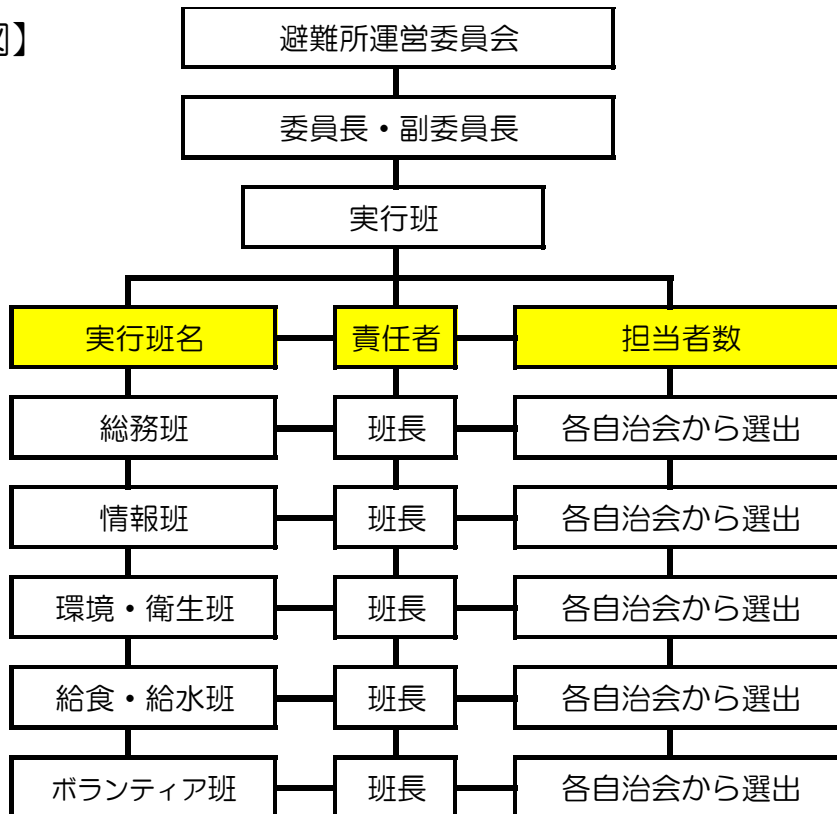 】
避難所運営委員会
委員長・副委員長
実行班
実行班名 責任者 担当者数
総務班 班長 各自治会から選出
情報班 班長 各自治会から選出
環境・衛生班 班長 各自治会から選出
給食・給水班 班長 各自治会から選出
ボランティア班 班長 各自治会から選出